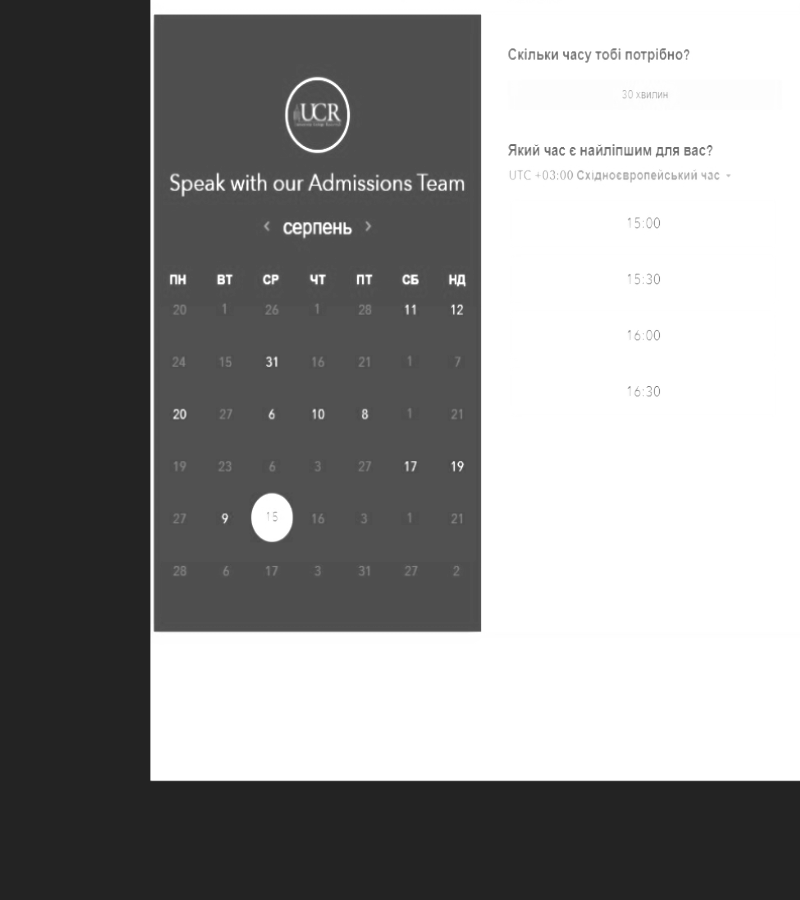 UCR
Speak with our Admissions Team
< серпень >
ПН ВТ СР ЧТ ПТ СБ НД
20 1 26 1 28 11 12
24 15 31 16 21 1 7
20 27 6 10 8 1 21
19 23 6 3 27 17 19
27 9 15 16 3 1 21
28 6 17 3 31 27 2
Скільки часу тобі потрібно?
30 хвилин
Який час є найліпшим для вас?
UTC +03:00 Східноєвропейський час
15:00
15:30
16:00
16:30